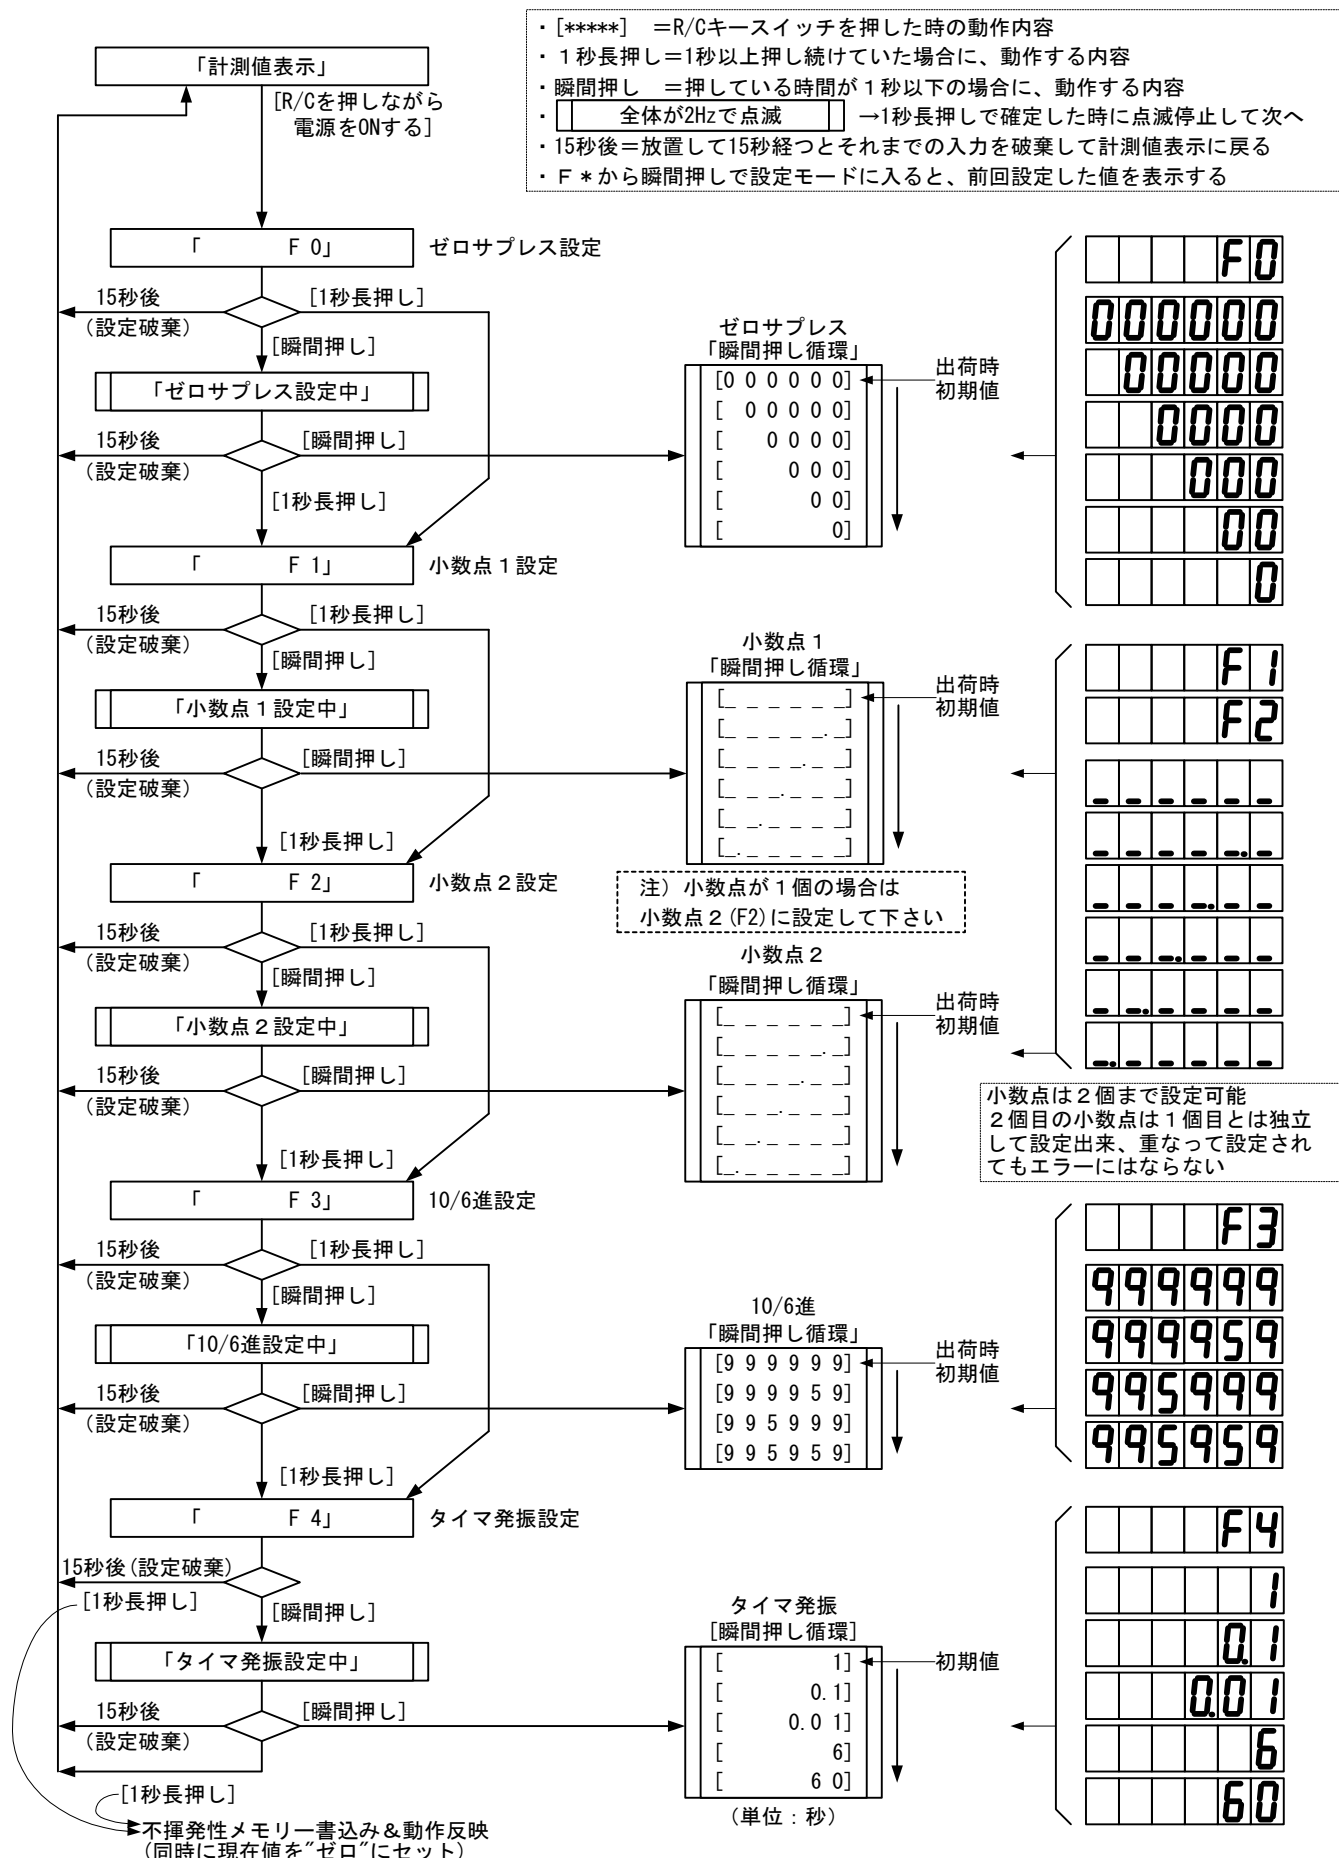 ・[*****]　＝R/Cキースイッチを押した時の動作内容
・１秒長押し＝1秒以上押し続けていた場合に、動作する内容
・瞬間押し　＝押している時間が１秒以下の場合に、動作する内容
・全体が2Hzで点滅　→1秒長押しで確定した時に点滅停止して次へ
・15秒後＝放置して15秒経つとそれまでの入力を破棄して計測値表示に戻る
・Ｆ＊から瞬間押しで設定モードに入ると、前回設定した値を表示する
「計測値表示」
[R/Cを押しながら
電源をONする]
「　　　F 0」　ゼロサプレス設定
15秒後　[1秒長押し]
(設定破棄)
[瞬間押し]
「ゼロサプレス設定中」
15秒後　[瞬間押し]
(設定破棄)
[1秒長押し]
「　　　F 1」　小数点１設定
15秒後　[1秒長押し]
(設定破棄)
[瞬間押し]
「小数点１設定中」
15秒後　[瞬間押し]
(設定破棄)
[1秒長押し]
「　　　F 2」　小数点２設定
15秒後　[1秒長押し]
(設定破棄)
[瞬間押し]
「小数点２設定中」
15秒後　[瞬間押し]
(設定破棄)
[1秒長押し]
「　　　F 3」　10/6進設定
15秒後　[1秒長押し]
(設定破棄)
[瞬間押し]
「10/6進設定中」
15秒後　[瞬間押し]
(設定破棄)
[1秒長押し]
「　　　F 4」　タイマ発振設定
15秒後(設定破棄)
[1秒長押し]
[瞬間押し]
「タイマ発振設定中」
15秒後　[瞬間押し]
(設定破棄)
[1秒長押し]
不揮発性メモリー書込み＆動作反映
(同時に現在値を"ゼロ"にセット)
ゼロサプレス
「瞬間押し循環」
[0 0 0 0 0 0]
[ 0 0 0 0 0]
[ 0 0 0 0]
[ 0 0 0]
[ 0 0]
[ 0]
出荷時
初期値
小数点１
「瞬間押し循環」
[_ _ _ _ _ _]
[_ _ _ _ _. _]
[_ _ _ _. _ _]
[_ _ _. _ _ _]
[_ _. _ _ _ _]
[_. _ _ _ _ _]
出荷時
初期値
注）小数点が１個の場合は
小数点２(F2)に設定して下さい
小数点２
「瞬間押し循環」
[_ _ _ _ _ _]
[_ _ _ _ _. _]
[_ _ _ _. _ _]
[_ _ _. _ _ _]
[_ _. _ _ _ _]
[_. _ _ _ _ _]
出荷時
初期値
10/6進
「瞬間押し循環」
[9 9 9 9 9 9]
[9 9 9 9 5 9]
[9 9 5 9 9 9]
[9 9 5 9 5 9]
出荷時
初期値
タイマ発振
[瞬間押し循環]
[ 1]
[ 0.1]
[ 0.0 1]
[ 6]
[ 6 0]
初期値
(単位：秒)
F0
000000
00000
0000
000
00
0
F1
F2
_ _ _ _ _ _
_ _ _ _ _. _
_ _ _ _. _ _
_ _ _. _ _ _
_ _. _ _ _ _
_. _ _ _ _ _
小数点は２個まで設定可能
２個目の小数点は１個目とは独立
して設定出来、重なって設定され
てもエラーにはならない
F3
999999
999959
995999
995959
F4
1
0.1
0.01
6
60